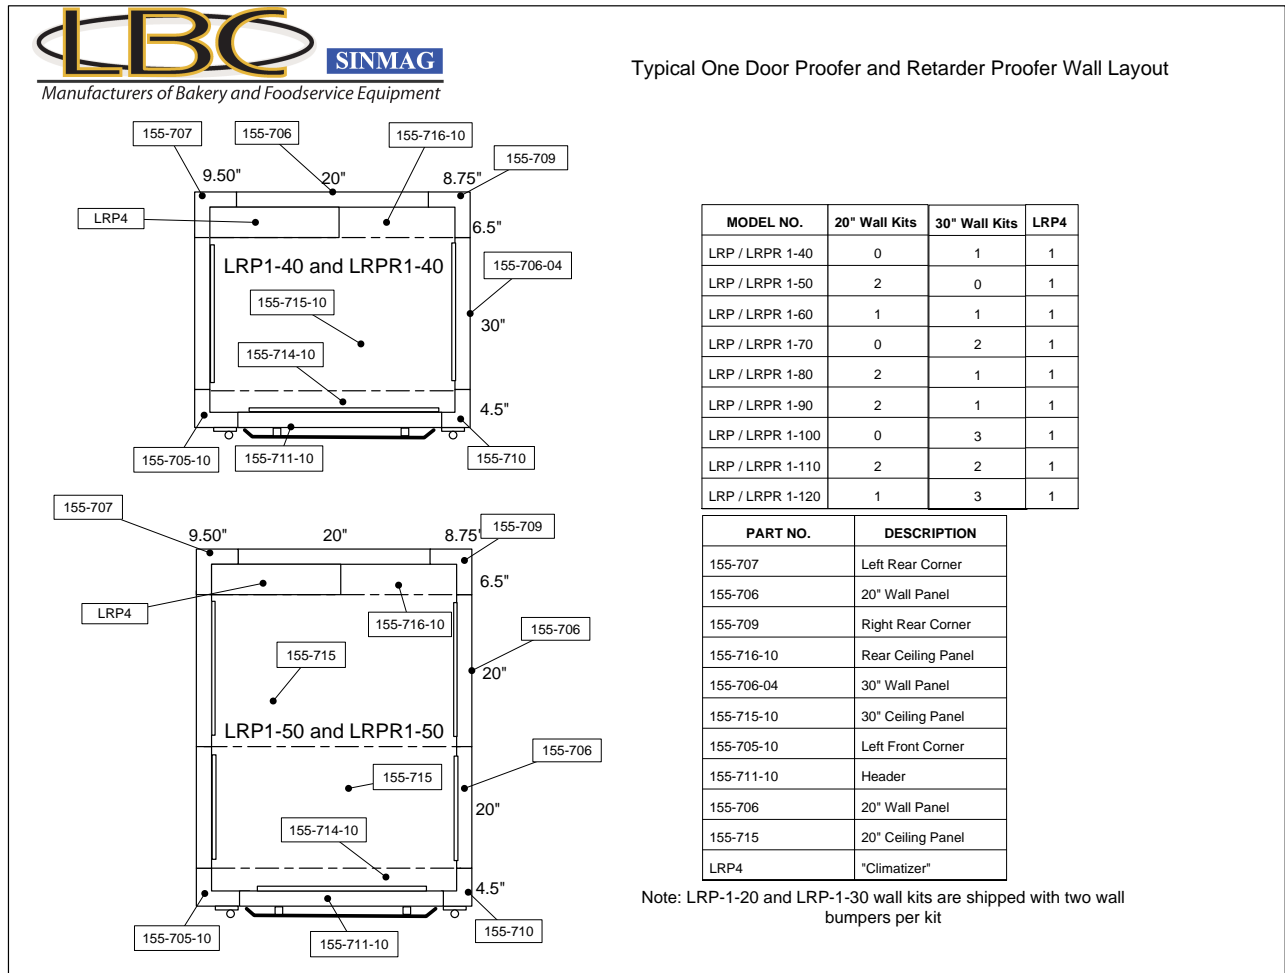 LBC
SINMAG
Manufacturers of Bakery and Foodservice Equipment
Typical One Door Proofer and Retarder Proofer Wall Layout
155-707
155-706
155-716-10
155-709
9.50"
20"
8.75"
LRP4
6.5"
LRP1-40 and LRPR1-40
155-706-04
155-715-10
30"
155-714-10
4.5"
155-705-10
155-711-10
155-710
155-707
9.50"
20"
8.75"
155-709
6.5"
LRP4
155-716-10
155-706
155-715
20"
LRP1-50 and LRPR1-50
155-706
155-715
20"
155-714-10
4.5"
155-705-10
155-711-10
155-710
MODEL NO. 20" Wall Kits 30" Wall Kits LRP4
LRP / LRPR 1-40 0 1 1
LRP / LRPR 1-50 2 0 1
LRP / LRPR 1-60 1 1 1
LRP / LRPR 1-70 0 2 1
LRP / LRPR 1-80 2 1 1
LRP / LRPR 1-90 2 1 1
LRP / LRPR 1-100 0 3 1
LRP / LRPR 1-110 2 2 1
LRP / LRPR 1-120 1 3 1
PART NO. DESCRIPTION
155-707 Left Rear Corner
155-706 20" Wall Panel
155-709 Right Rear Corner
155-716-10 Rear Ceiling Panel
155-706-04 30" Wall Panel
155-715-10 30" Ceiling Panel
155-705-10 Left Front Corner
155-711-10 Header
155-706 20" Wall Panel
155-715 20" Ceiling Panel
LRP4 "Climatizer"
Note: LRP-1-20 and LRP-1-30 wall kits are shipped with two wall
bumpers per kit